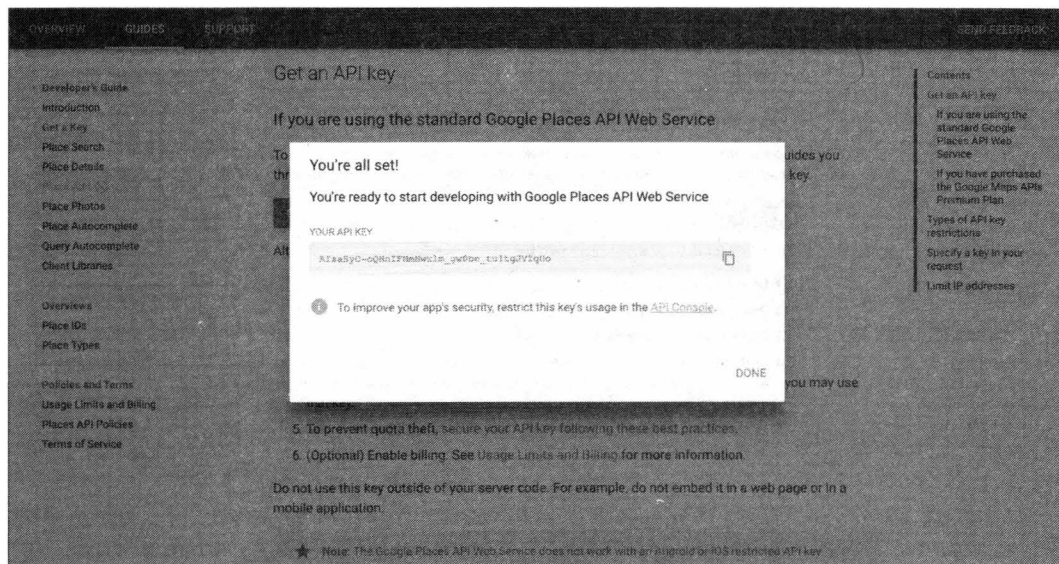 OVERVIEW GUIDES SUPPORT SEND FEEDBACK
Developer's Guide
Introduction
Get a Key
Place Search
Place Details
Place
Place Photos
Place Autocomplete
Query Autocomplete
Client Libraries
Overviews
Place IDs
Place Types
Policies and Terms
Usage Limits and Billing
Places API Policies
Terms of Service
Get an API key
If you are using the standard Google Places API Web Service
To
uides you
key.
Alt
You're all set!
You're ready to start developing with Google Places API Web Service
YOUR API KEY
To improve your app's security, restrict this key's usage in the API Console.
DONE
you may use
5. To prevent quota theft, secure your API key following these best practices.
6. (Optional) Enable billing. See Usage Limits and Billing for more information.
Do not use this key outside of your server code. For example, do not embed it in a web page or in a
mobile application.
Note: The Google Places API Web Service does not work with an Android or iOS restricted API key
Contents
Get an API key
If you are using the
standard Google
Places API Web
Service
If you have purchased
the Google Maps APIs
Premium Plan
Types of API key
restrictions
Specify a key in your
request
Limit IP addresses